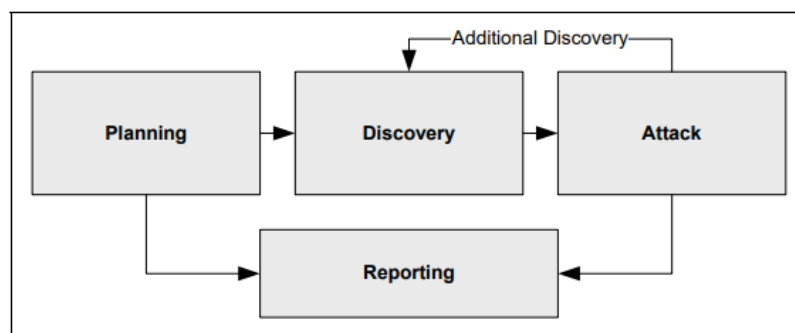 Additional Discovery
Planning
Discovery
Attack
Reporting